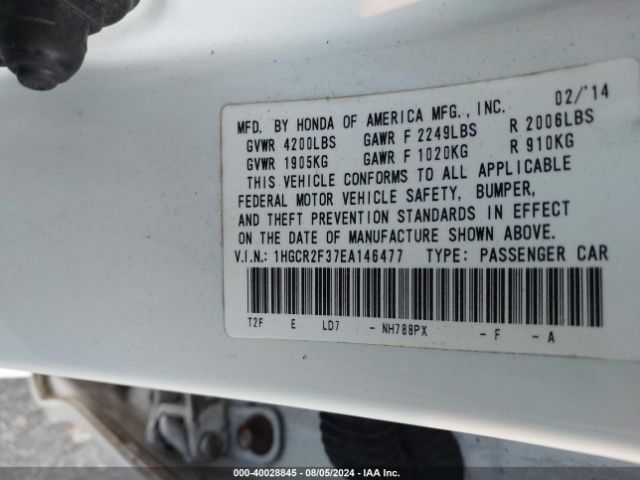 02/'14
MFD. BY HONDA OF AMERICA MFG., INC.
GVWR 4200LBS GAWR F 2249LBS R 2006LBS
GVWR 1905KG GAWR F 1020KG R 910KG
THIS VEHICLE CONFORMS TO ALL APPLICABLE
FEDERAL MOTOR VEHICLE SAFETY, BUMPER,
AND THEFT PREVENTION STANDARDS IN EFFECT
ON THE DATE OF MANUFACTURE SHOWN ABOVE.
V.I.N.: 1HGCR2F37EA146477 TYPE: PASSENGER CAR
T2F E LD7 - NH788PX - F - A
000-40028845 - 08/05/2024 - IAA Inc.